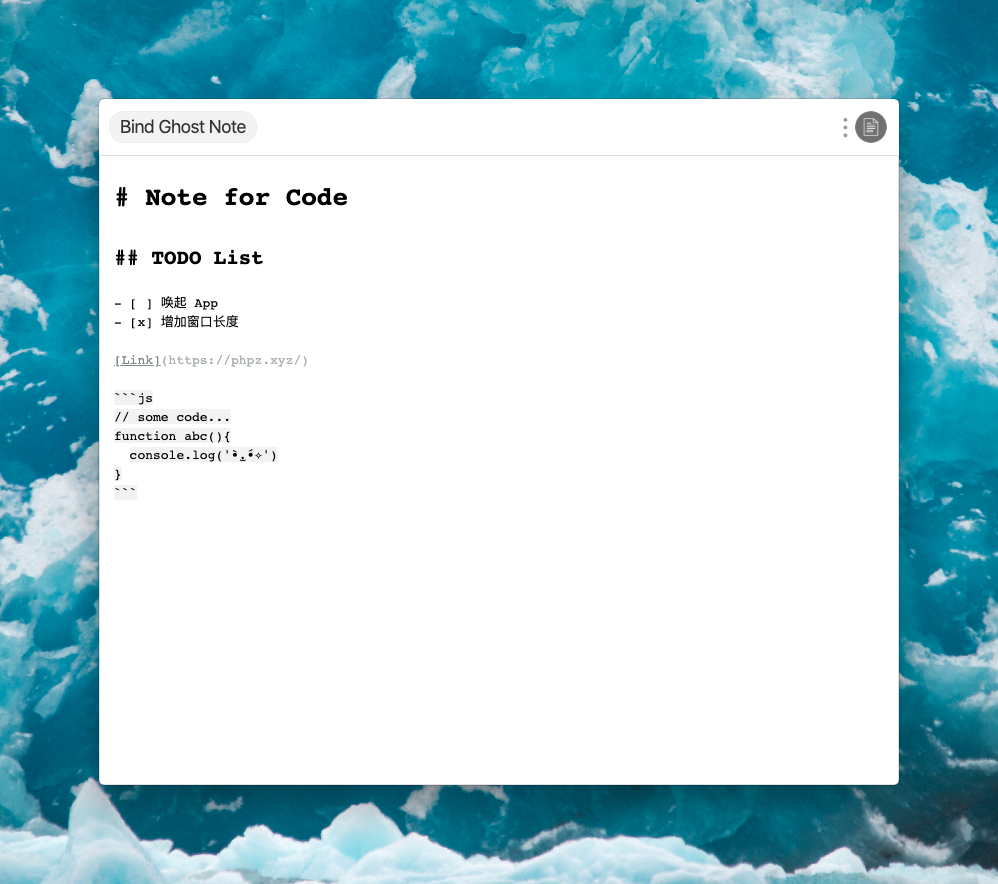 Bind Ghost Note
# Note for Code
## TODO List
- [ ] 唤起 App
- [x] 增加窗口长度
[Link](https://phpz.xyz/)
```js
// some code...
function abc(){
  console.log('•̀.̫•́✧')
}
```